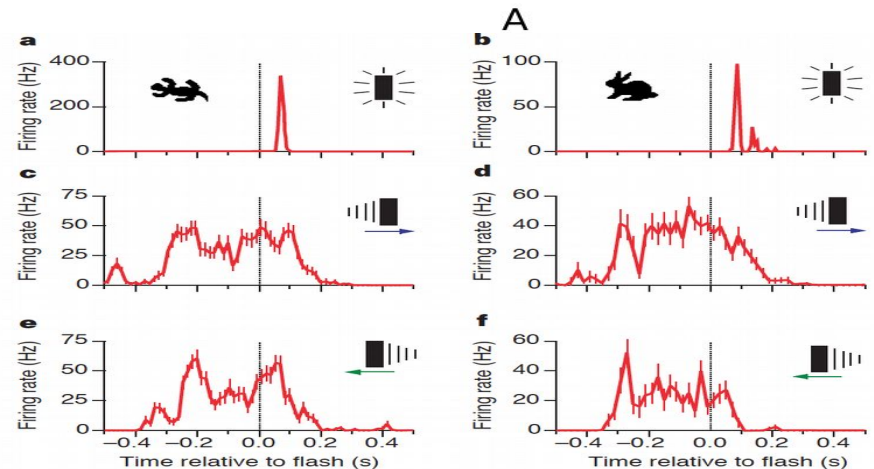 A
a
Firing rate (Hz)
400
200
0
b
Firing rate (Hz)
100
50
0
c
Firing rate (Hz)
75
50
25
0
d
Firing rate (Hz)
60
40
20
0
e
Firing rate (Hz)
75
50
25
0
−0.4 −0.2 0.0 0.2 0.4
Time relative to flash (s)
f
Firing rate (Hz)
60
40
20
0
−0.4 −0.2 0.0 0.2 0.4
Time relative to flash (s)